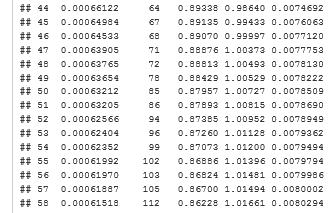 ## 44 0.00066122 64 0.89338 0.98640 0.0074692
## 45 0.00064984 67 0.89135 0.99433 0.0076063
## 46 0.00064533 68 0.89070 0.99997 0.0077120
## 47 0.00063905 71 0.88876 1.00373 0.0077753
## 48 0.00063765 72 0.88813 1.00493 0.0078130
## 49 0.00063654 78 0.88429 1.00529 0.0078222
## 50 0.00063212 85 0.87957 1.00727 0.0078509
## 51 0.00063205 86 0.87893 1.00815 0.0078690
## 52 0.00062566 94 0.87385 1.00952 0.0078949
## 53 0.00062404 96 0.87260 1.01128 0.0079362
## 54 0.00062352 99 0.87073 1.01200 0.0079494
## 55 0.00061992 102 0.86886 1.01396 0.0079794
## 56 0.00061970 103 0.86824 1.01481 0.0079986
## 57 0.00061887 105 0.86700 1.01494 0.0080002
## 58 0.00061518 112 0.86228 1.01661 0.0080294